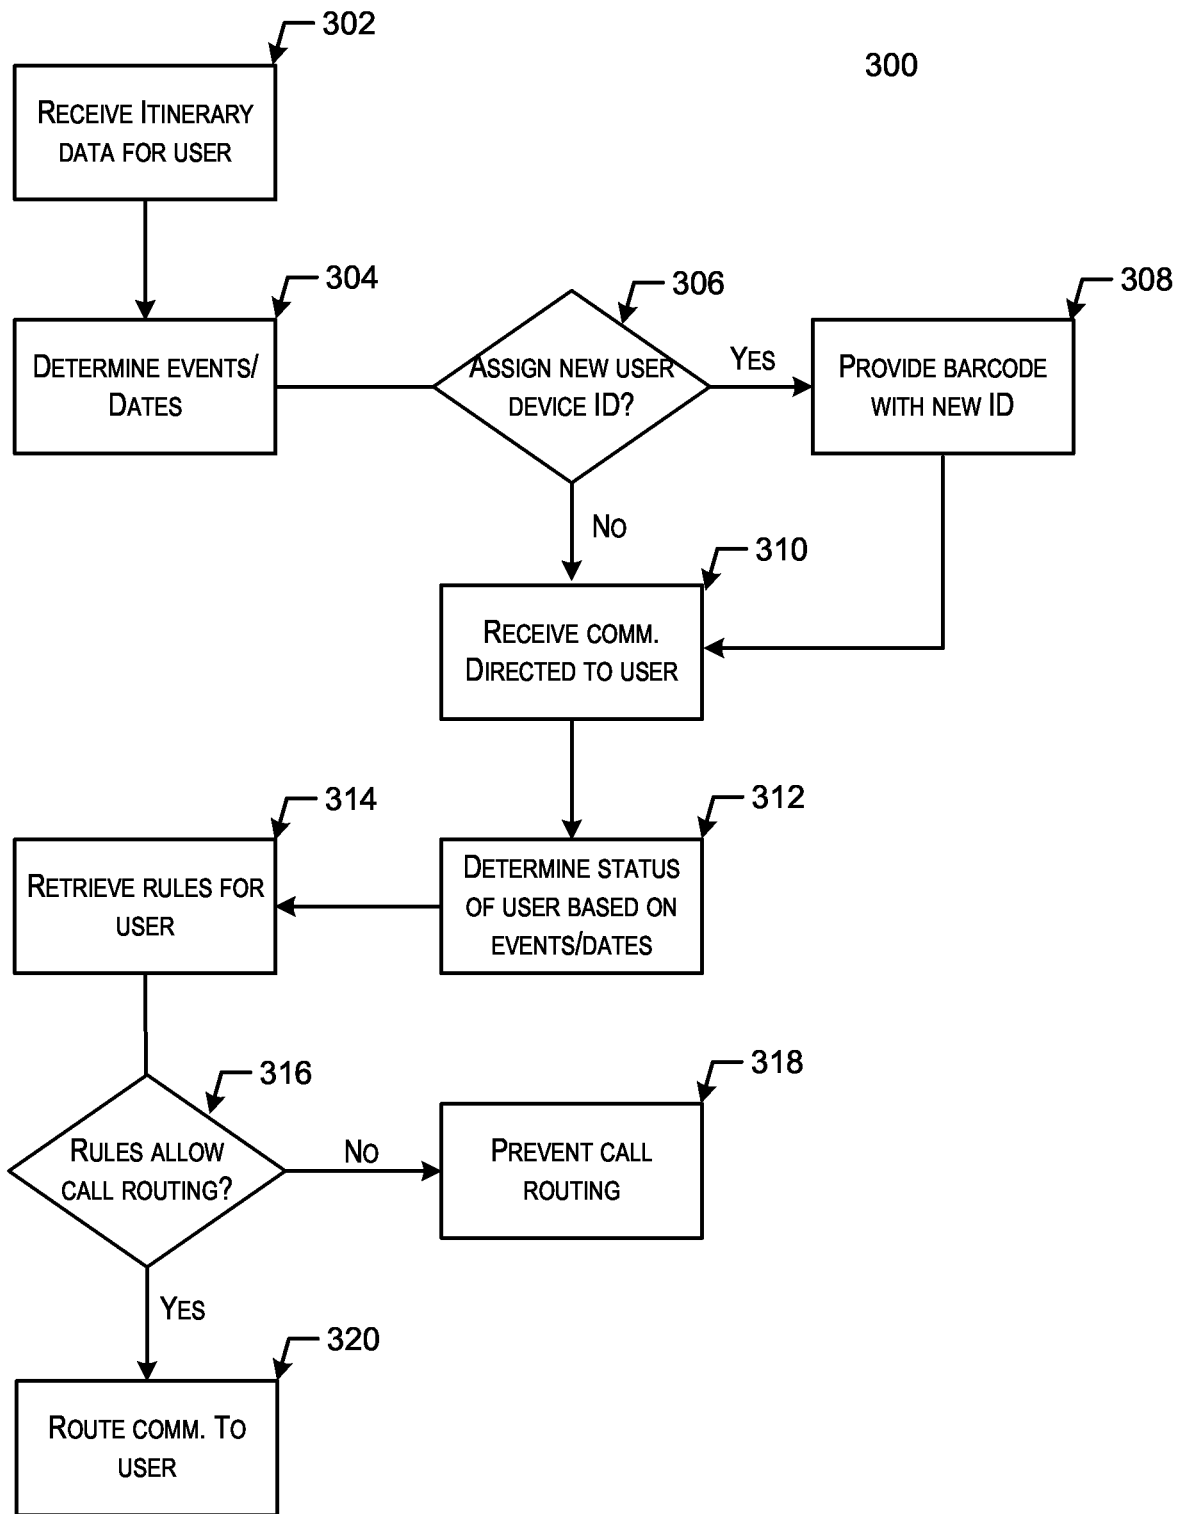 302
300
RECEIVE ITINERARY
DATA FOR USER
304
306
308
DETERMINE EVENTS/
DATES
ASSIGN NEW USER
DEVICE ID?
YES
PROVIDE BARCODE
WITH NEW ID
NO
310
RECEIVE COMM.
DIRECTED TO USER
314
312
RETRIEVE RULES FOR
USER
DETERMINE STATUS
OF USER BASED ON
EVENTS/DATES
316
318
RULES ALLOW
CALL ROUTING?
NO
PREVENT CALL
ROUTING
YES
320
ROUTE COMM. TO
USER